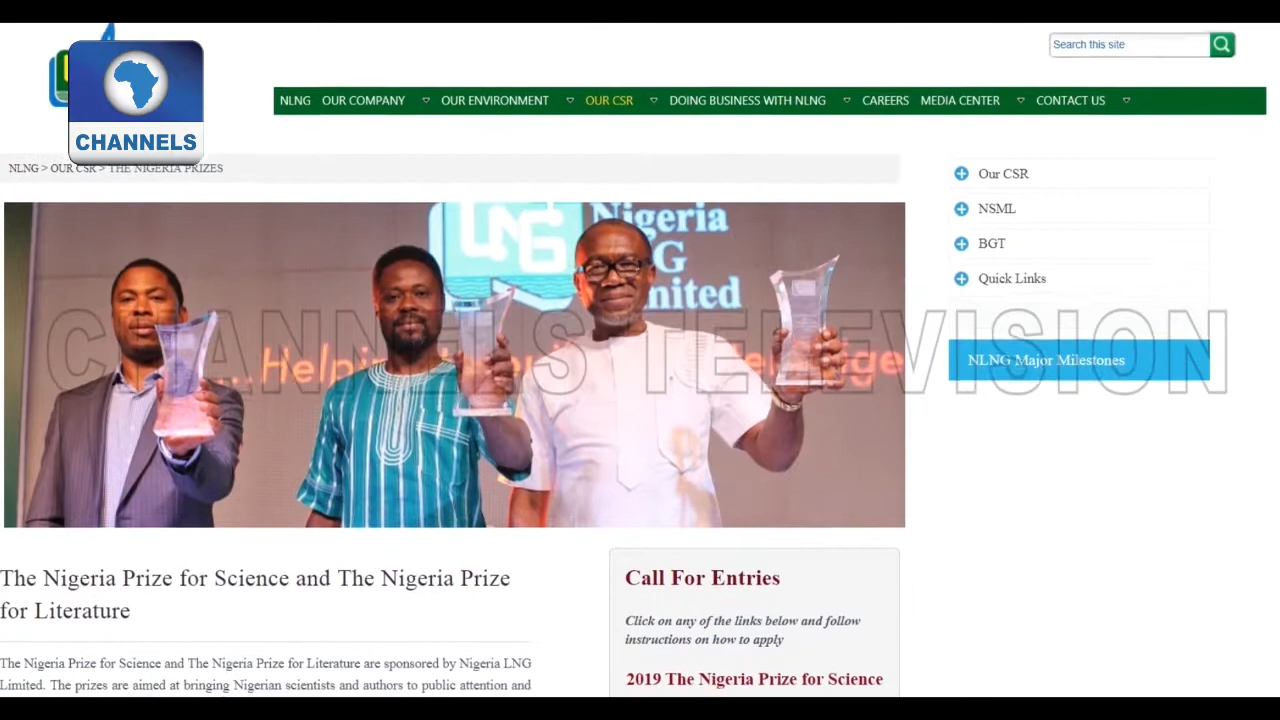 Search this site
CHANNELS
NLNG OUR COMPANY OUR ENVIRONMENT OUR CSR DOING BUSINESS WITH NLNG CAREERS MEDIA CENTER CONTACT US
NLNG > OUR CSR > THE NIGERIA PRIZES
Our CSR
NSML
BGT
Quick Links
NLNG Major Milestones
Nigeria
LNG
Limited
CHANNELS TELEVISION
The Nigeria Prize for Science and The Nigeria Prize
for Literature
The Nigeria Prize for Science and The Nigeria Prize for Literature are sponsored by Nigeria LNG
Limited. The prizes are aimed at bringing Nigerian scientists and authors to public attention and
Call For Entries
Click on any of the links below and follow
instructions on how to apply
2019 The Nigeria Prize for Science